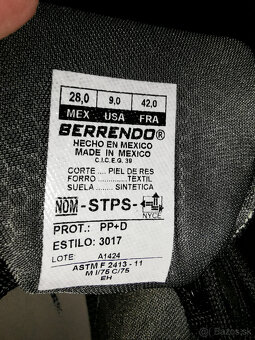 28,0 9,0 42,0
MEX USA FRA
BERRENDO®
HECHO EN MEXICO
MADE IN MEXICO
C.I.C.E.G. 39
CORTE ..... PIEL DE RES
FORRO ............ TEXTIL
SUELA ..... SINTETICA
NOM -STPS-
NYCE
PROT.: PP+D
ESTILO: 3017
LOTE: A1424
ASTM F 2413 - 11
M I/75 C/75
EH
Bazos.sk